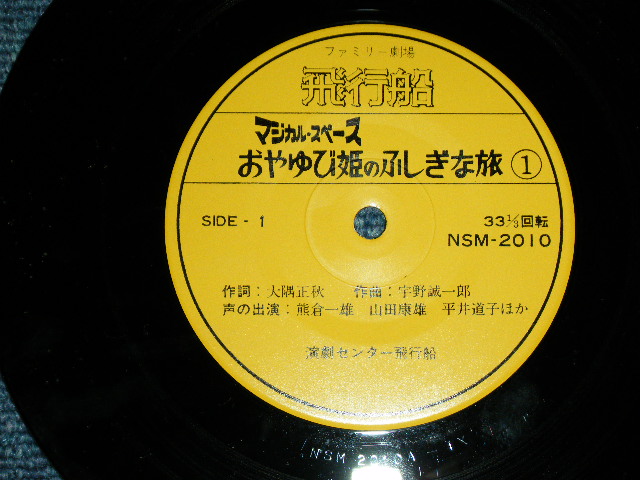 ファミリー劇場
飛行船
マジカル・スペース
おやゆび姫のふしぎな旅 ①
SIDE - 1
33⅓回転
NSM-2010
作詞：大隅正秋　作曲：宇野誠一郎
声の出演：熊倉一雄　山田康雄　平井道子ほか
演劇センター飛行船
NSM 2010A